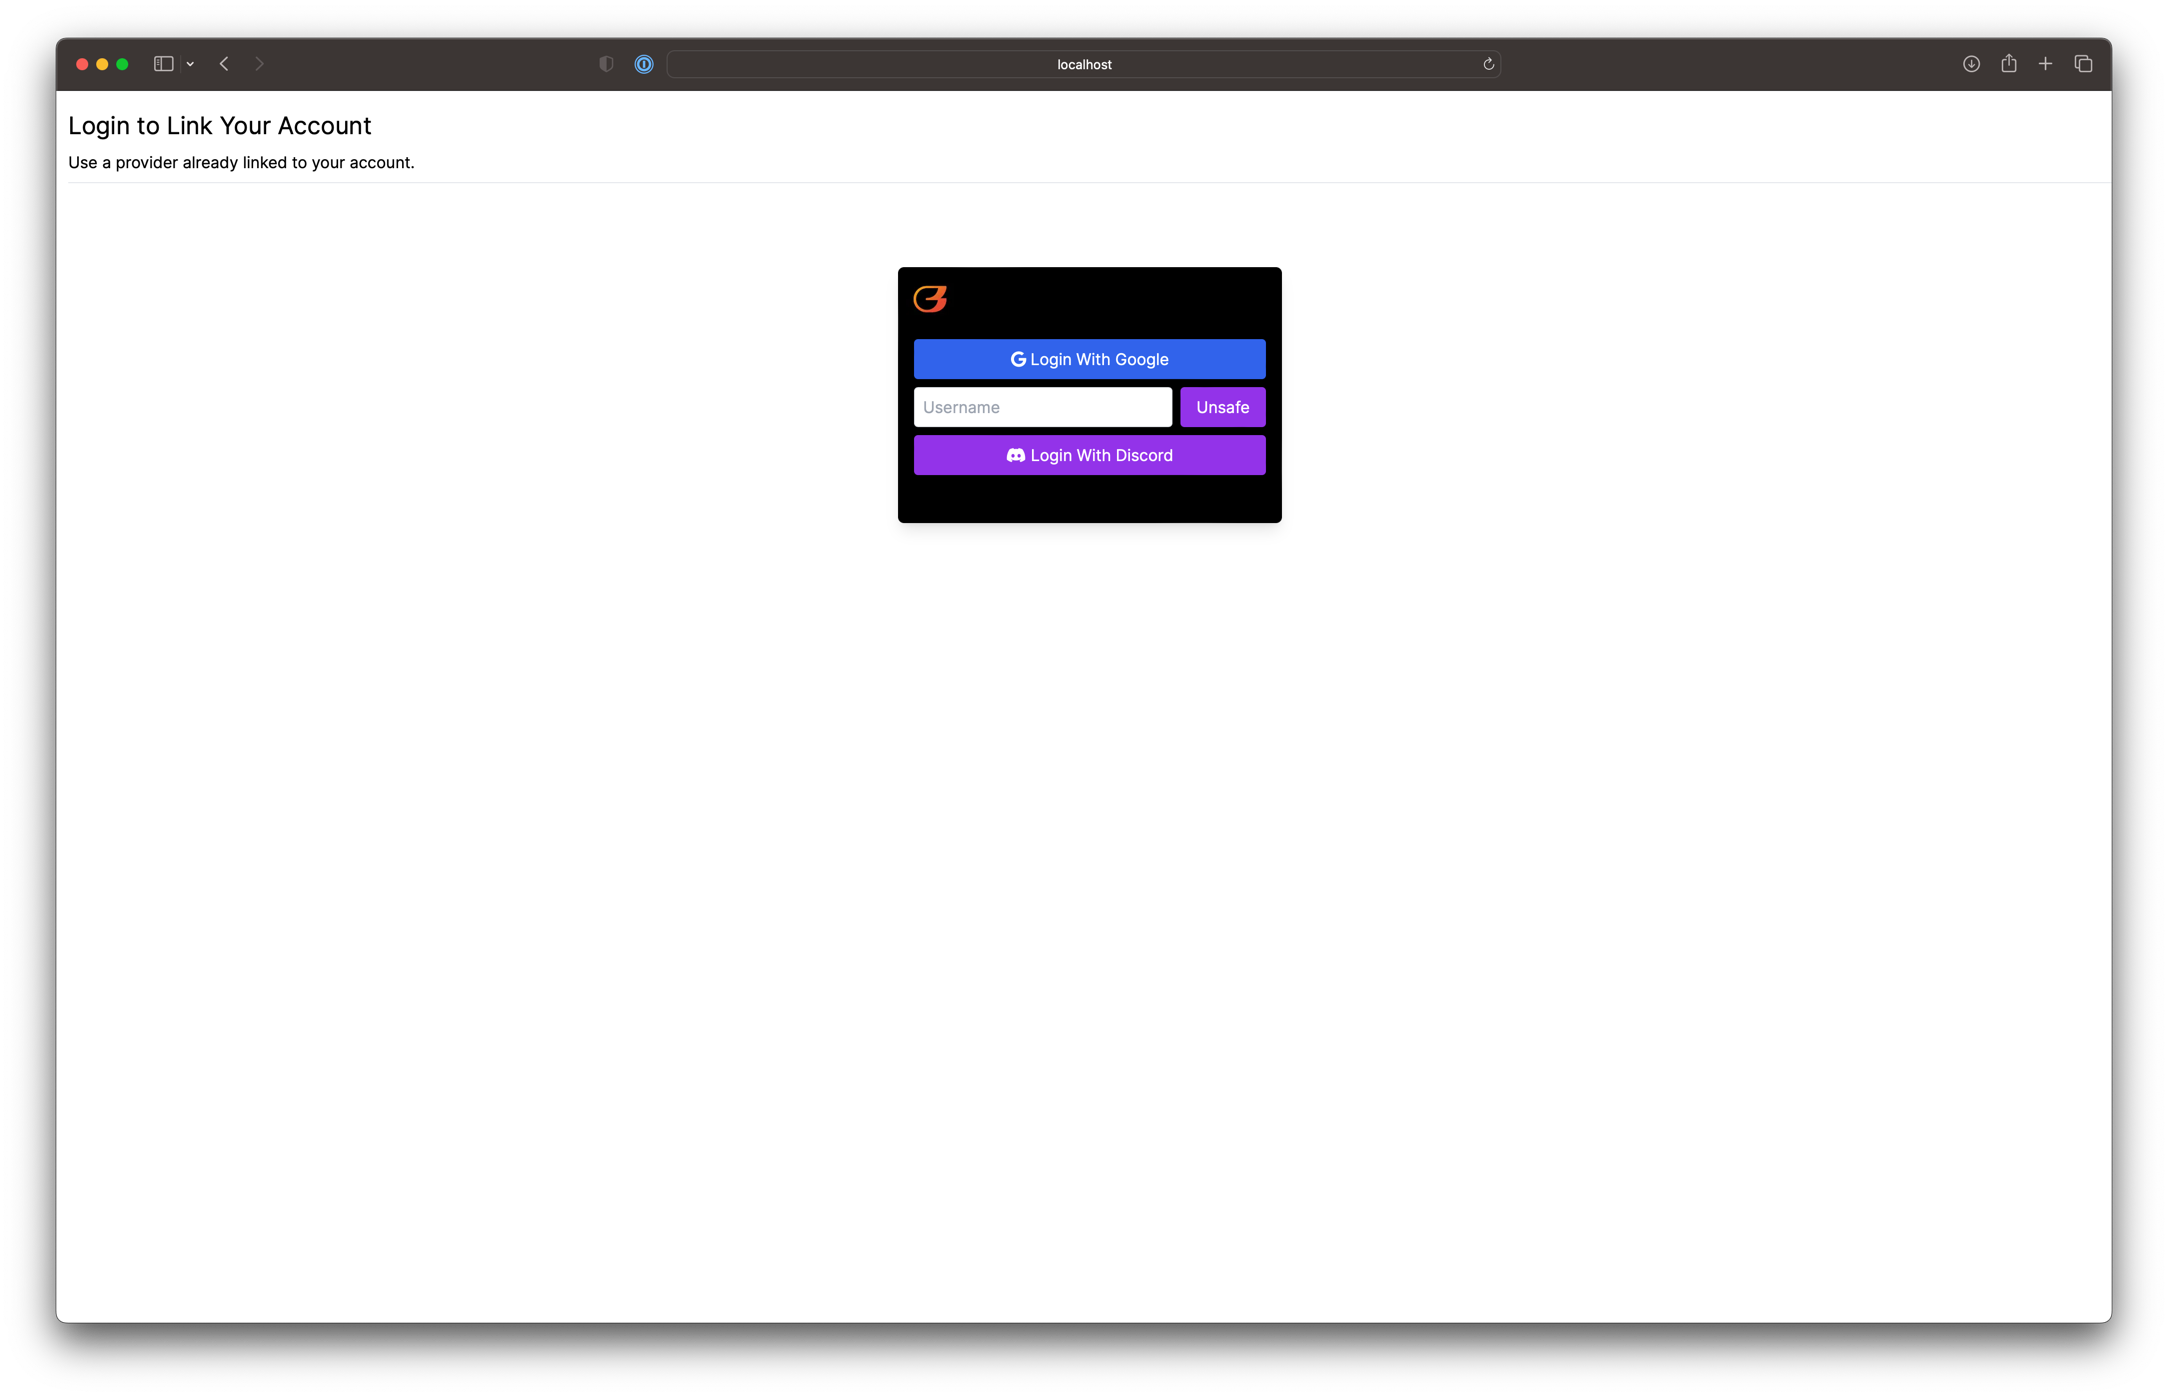 localhost
Login to Link Your Account
Use a provider already linked to your account.
Login With Google
Username
Unsafe
Login With Discord